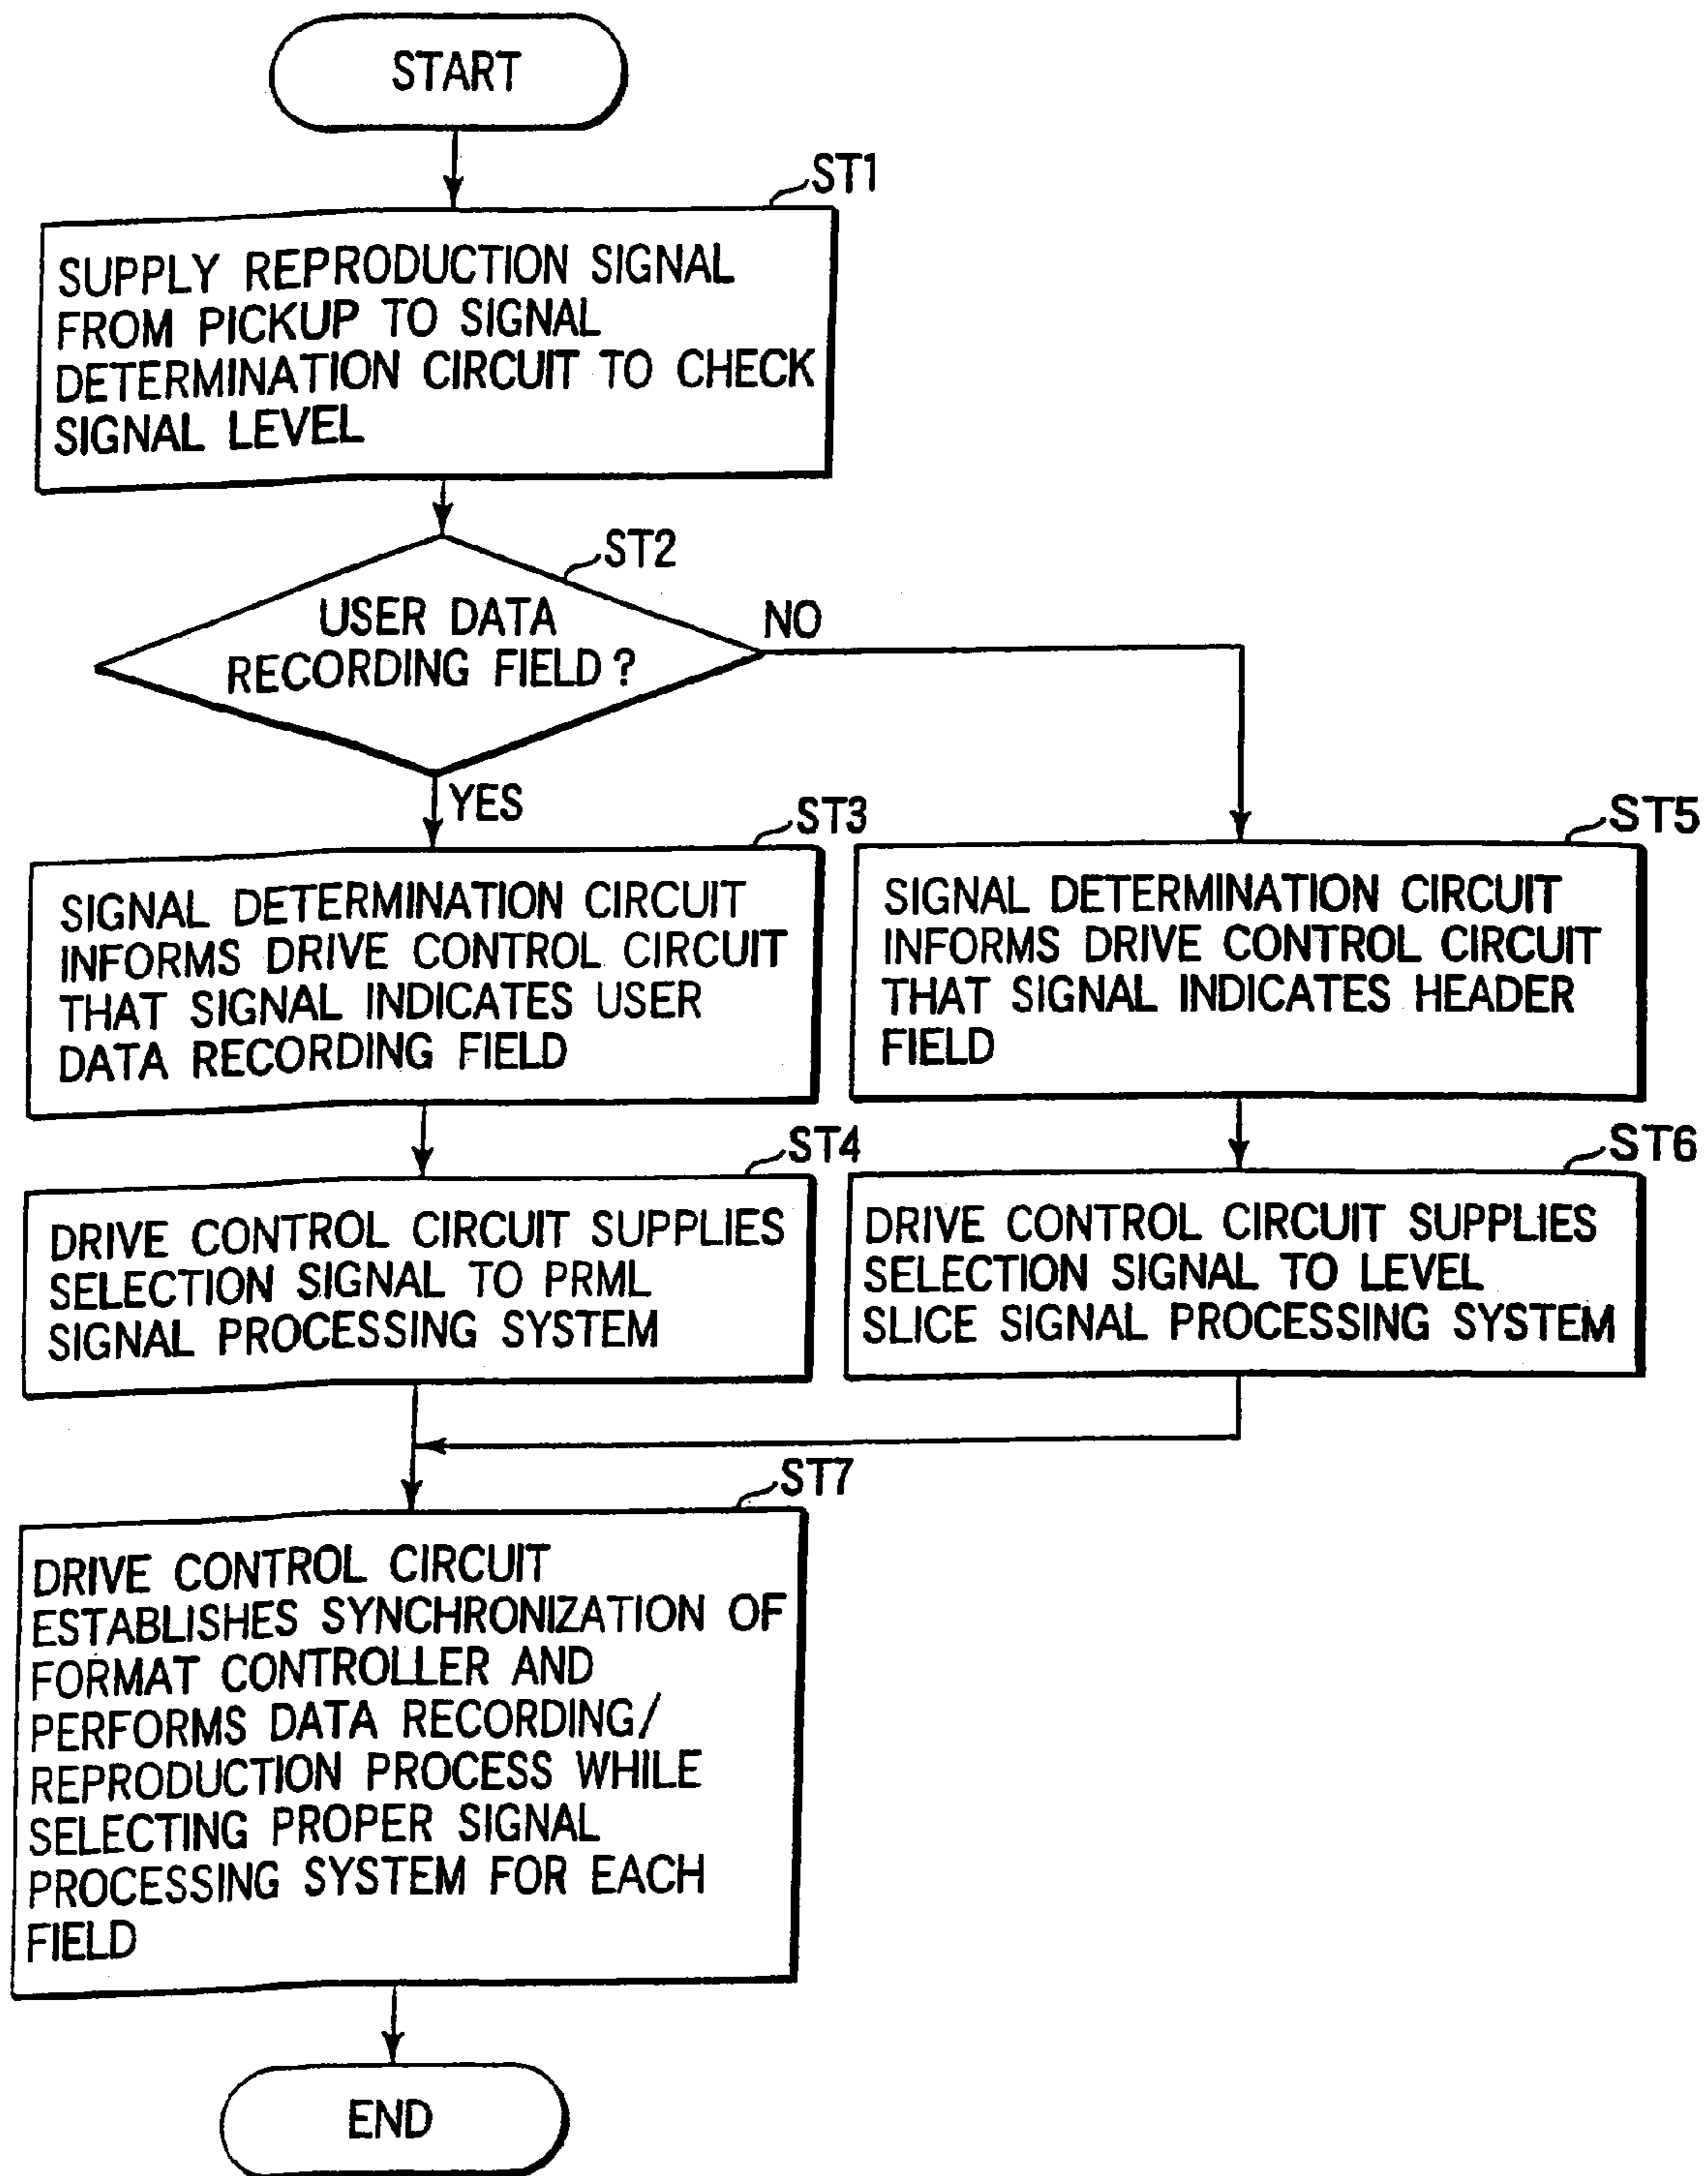 START
ST1
SUPPLY REPRODUCTION SIGNAL
FROM PICKUP TO SIGNAL
DETERMINATION CIRCUIT TO CHECK
SIGNAL LEVEL
ST2
USER DATA
RECORDING FIELD?
NO
YES
ST3
SIGNAL DETERMINATION CIRCUIT
INFORMS DRIVE CONTROL CIRCUIT
THAT SIGNAL INDICATES USER
DATA RECORDING FIELD
ST5
SIGNAL DETERMINATION CIRCUIT
INFORMS DRIVE CONTROL CIRCUIT
THAT SIGNAL INDICATES HEADER
FIELD
ST4
DRIVE CONTROL CIRCUIT SUPPLIES
SELECTION SIGNAL TO PRML
SIGNAL PROCESSING SYSTEM
ST6
DRIVE CONTROL CIRCUIT SUPPLIES
SELECTION SIGNAL TO LEVEL
SLICE SIGNAL PROCESSING SYSTEM
ST7
DRIVE CONTROL CIRCUIT
ESTABLISHES SYNCHRONIZATION OF
FORMAT CONTROLLER AND
PERFORMS DATA RECORDING/
REPRODUCTION PROCESS WHILE
SELECTING PROPER SIGNAL
PROCESSING SYSTEM FOR EACH
FIELD
END